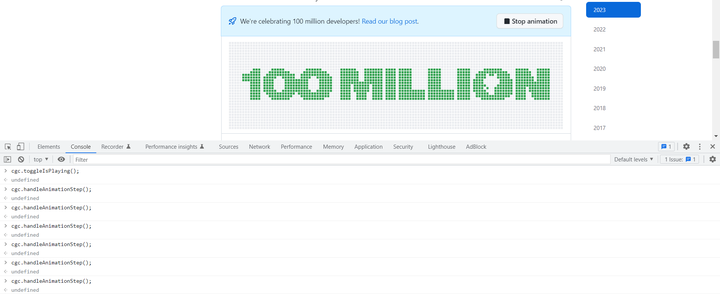 We're celebrating 100 million developers! Read our blog post.
Stop animation
100 MILLION
2023
2022
2021
2020
2019
2018
2017
Elements Console Recorder Performance insights Sources Network Performance Memory Application Security Lighthouse AdBlock 1
top Filter Default levels 1 Issue: 1
cgc.toggleIsPlaying();
undefined
cgc.handleAnimationStep();
undefined
cgc.handleAnimationStep();
undefined
cgc.handleAnimationStep();
undefined
cgc.handleAnimationStep();
undefined
cgc.handleAnimationStep();
undefined
cgc.handleAnimationStep();
undefined